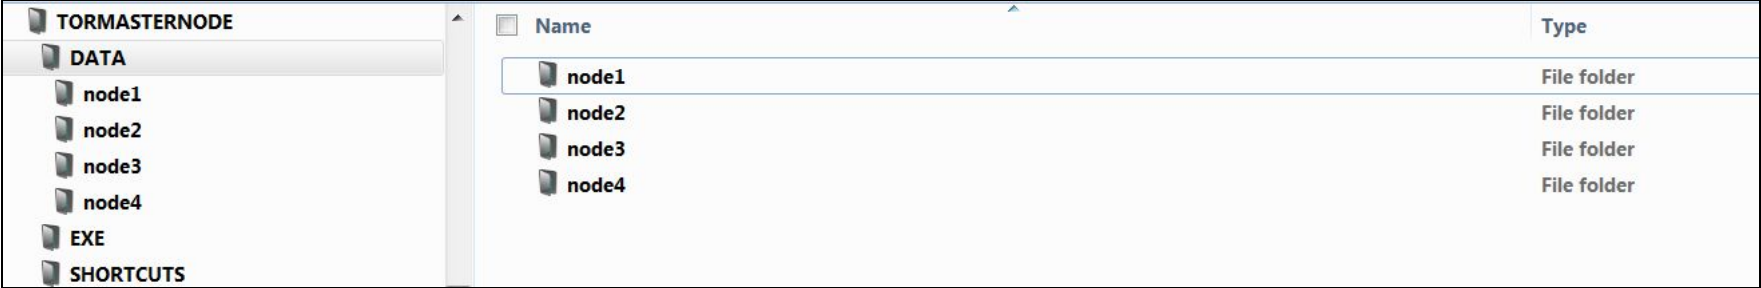 TORMASTERNODE
DATA
node1
node2
node3
node4
EXE
SHORTCUTS
Name Type
node1 File folder
node2 File folder
node3 File folder
node4 File folder